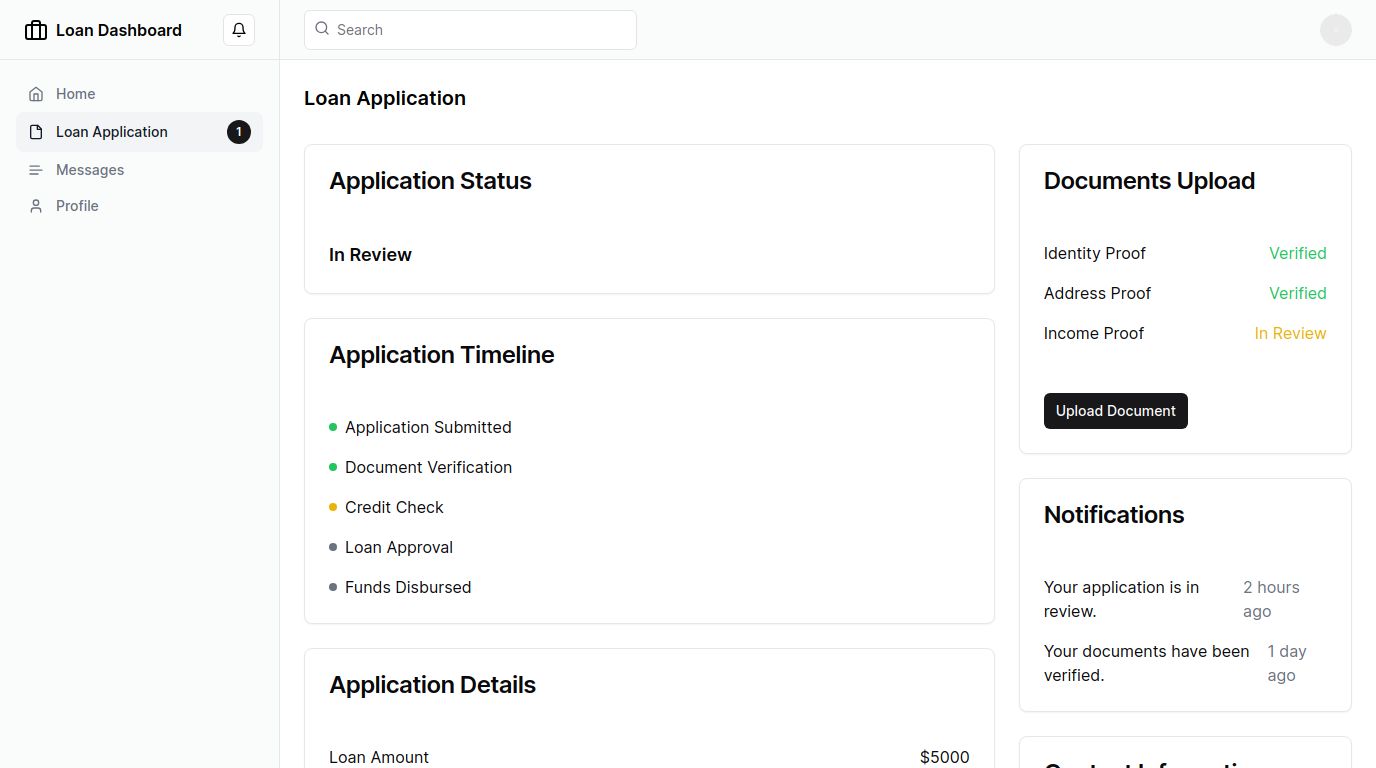 Loan Dashboard
Search
Home
Loan Application
1
Messages
Profile
Loan Application
Application Status
In Review
Application Timeline
Application Submitted
Document Verification
Credit Check
Loan Approval
Funds Disbursed
Application Details
Loan Amount $5000
Documents Upload
Identity Proof Verified
Address Proof Verified
Income Proof In Review
Upload Document
Notifications
Your application is in 2 hours
review. ago
Your documents have been 1 day
verified. ago